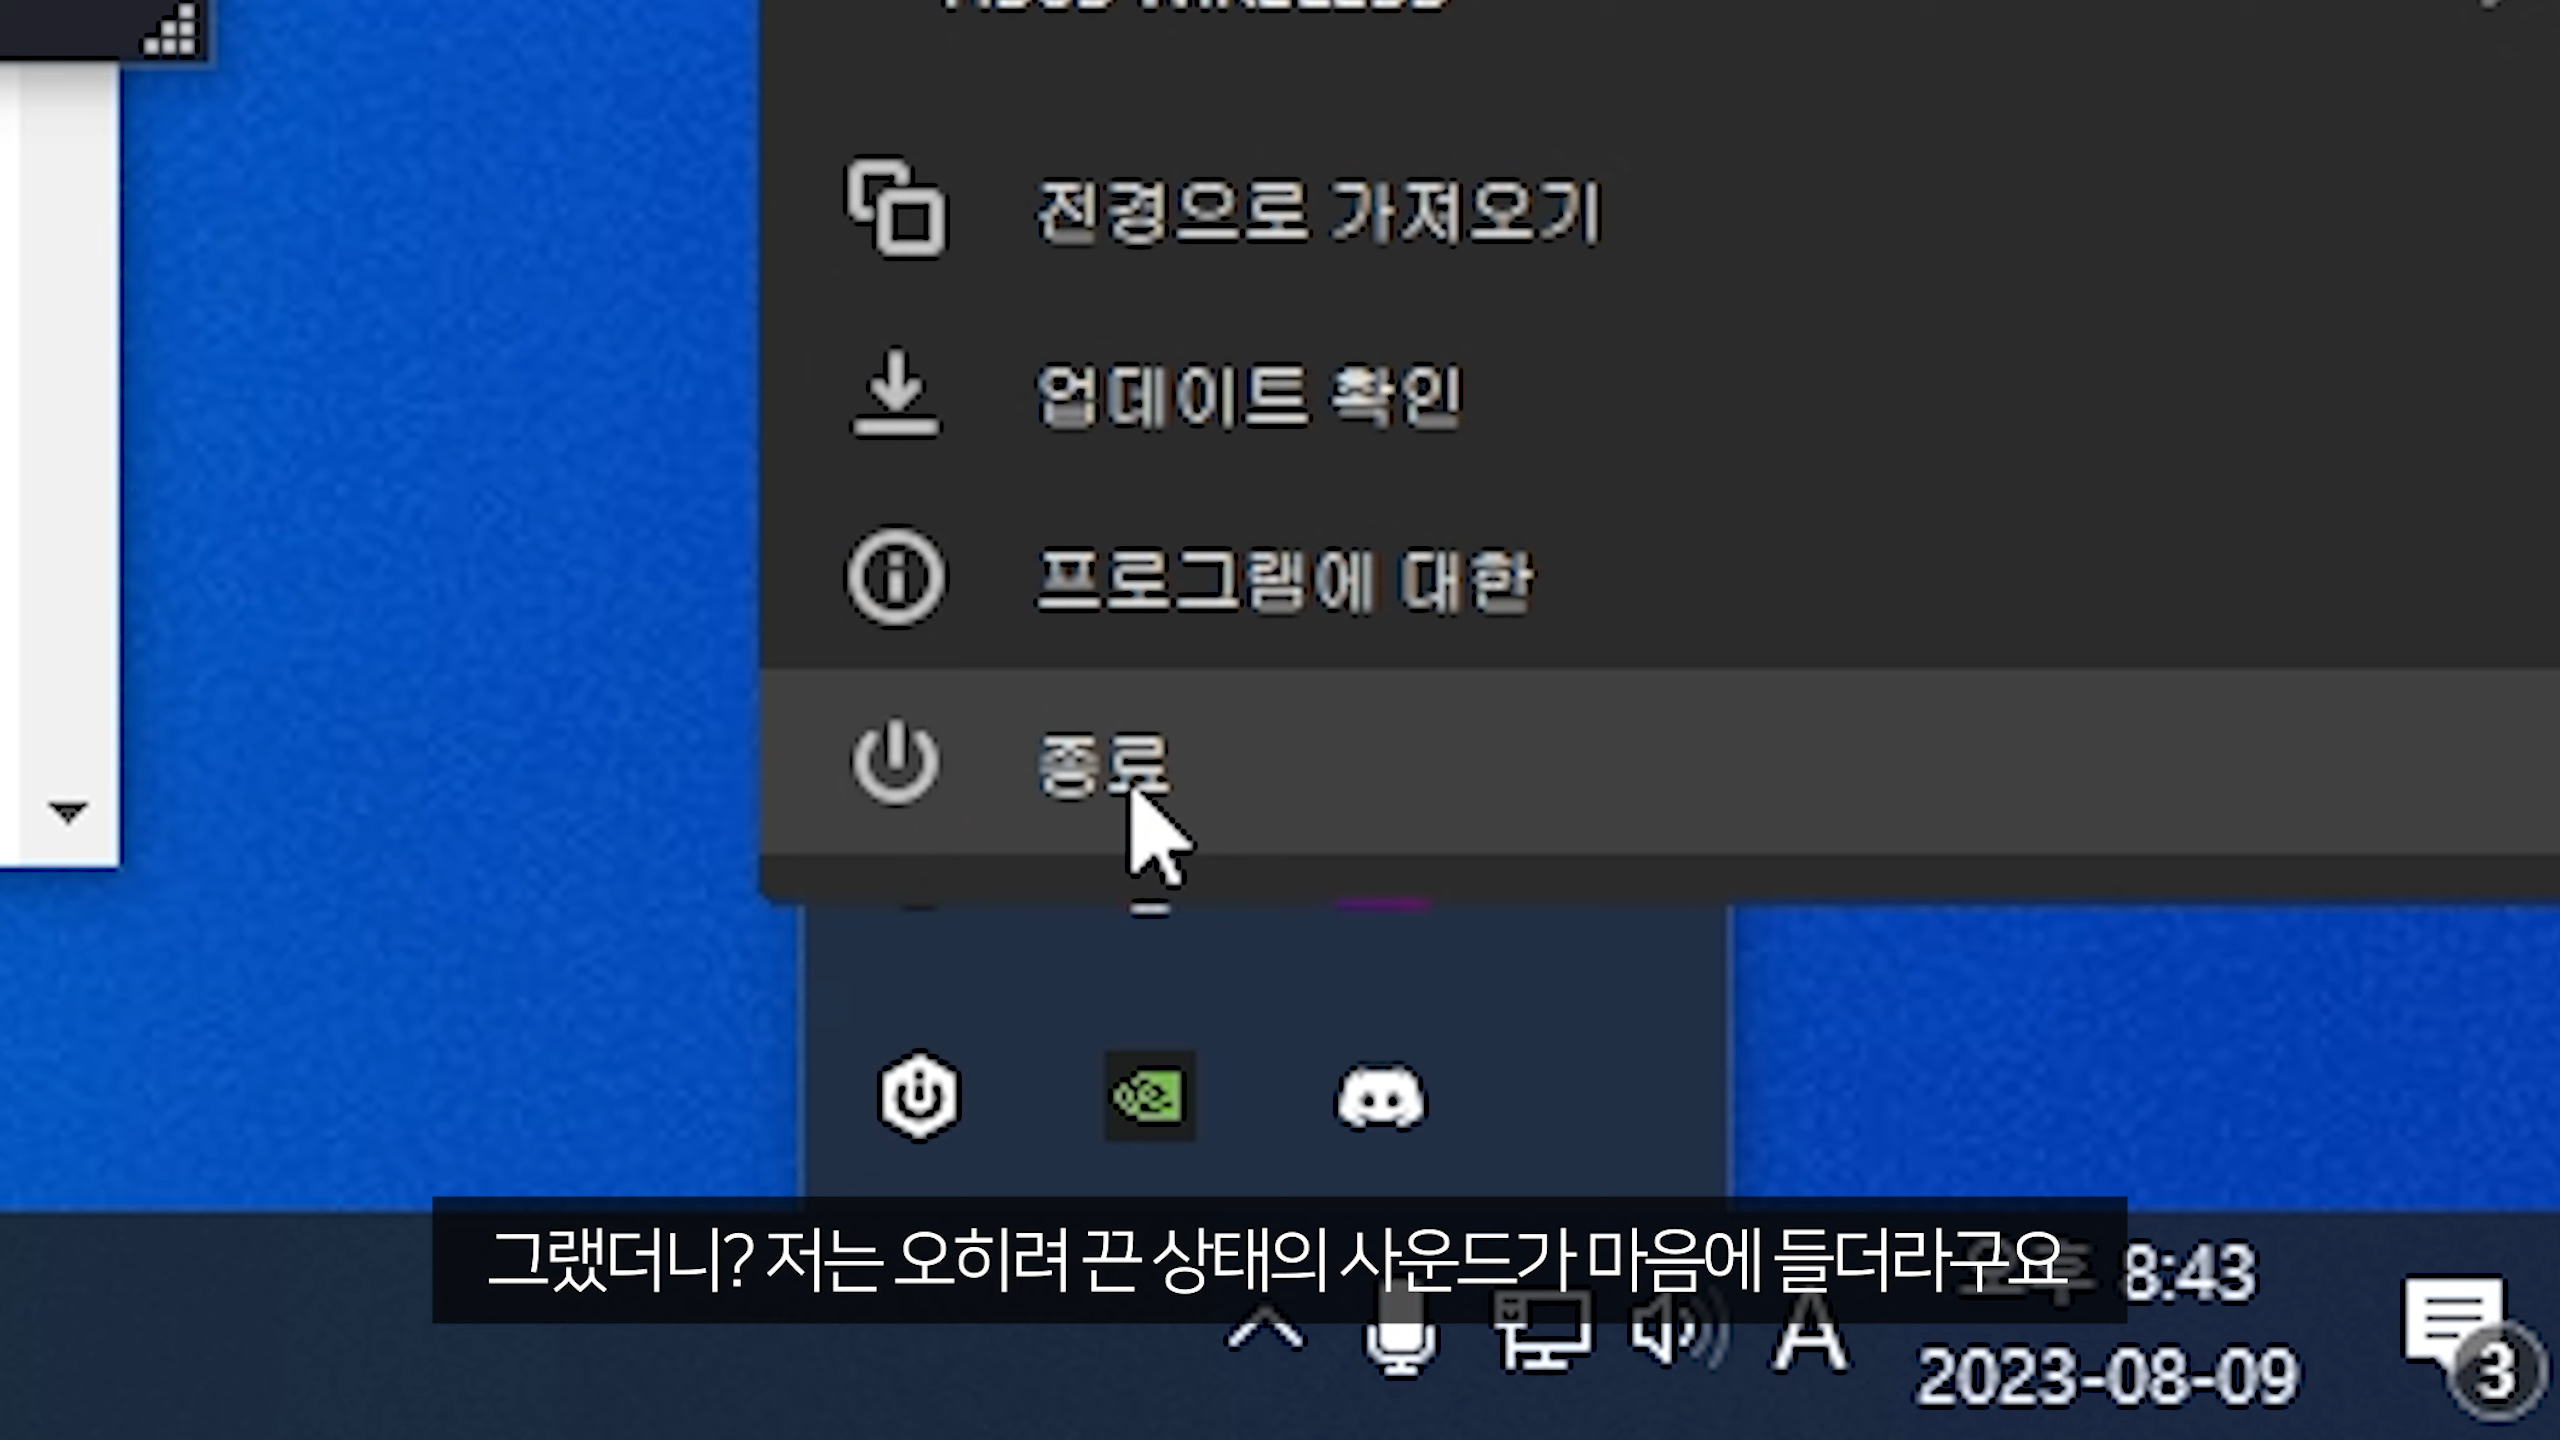 전경으로 가져오기
업데이트 확인
프로그램에 대한
종료
그랬더니? 저는 오히려 끈 상태의 사운드가 마음에 들더라구요
오후 8:43
A
2023-08-09
3